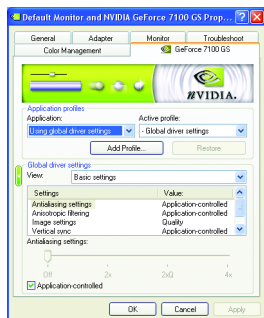 Default Monitor and NVIDIA GeForce 7100 GS Prop...
General Adapter Monitor Troubleshoot
Color Management GeForce 7100 GS
nVIDIA.
Application profiles
Application: Active profile:
Using global driver settings - Global driver settings
Add Profile... Restore
Global driver settings
View: Basic settings
Settings Value:
Antialiasing settings Application-controlled
Anisotropic filtering Application-controlled
Image settings Quality
Vertical sync Application-controlled
Antialiasing settings:
Off 2x 2xQ 4x
Application-controlled
OK Cancel Apply